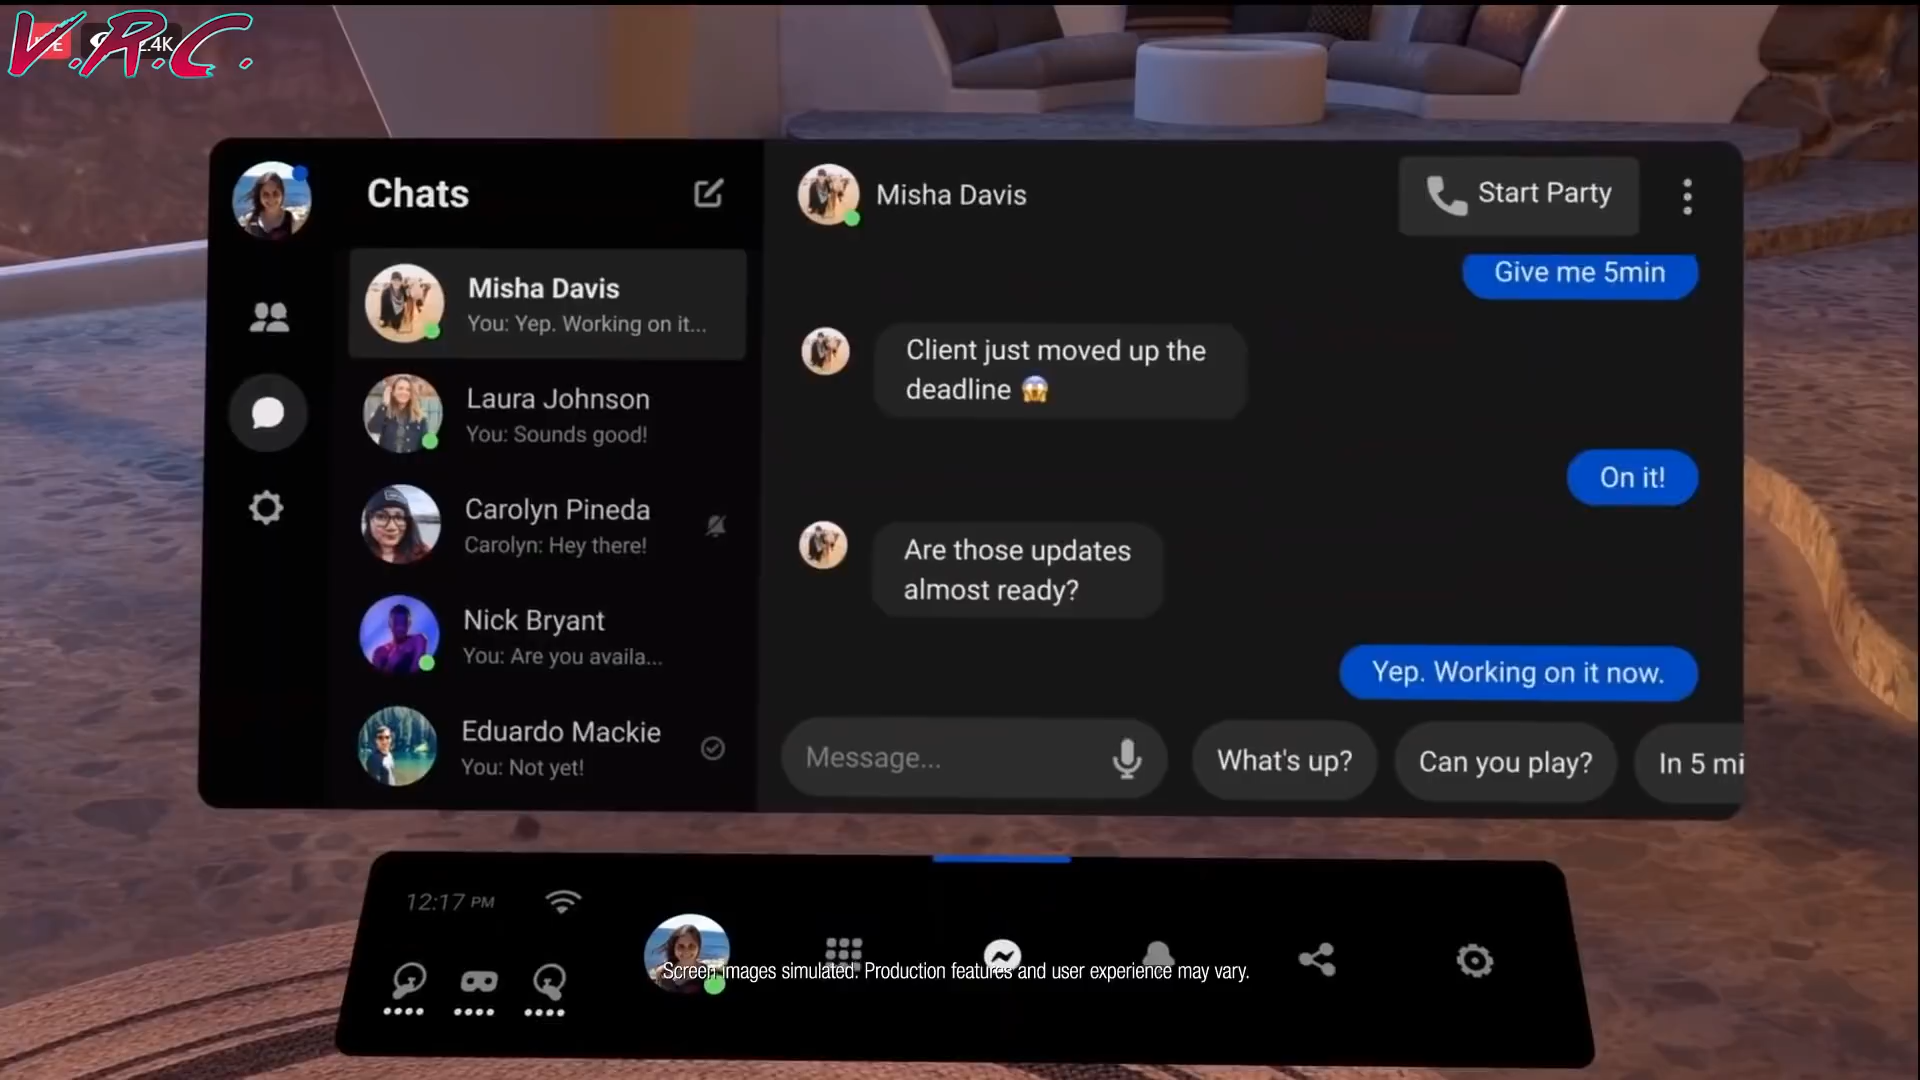 V.R.C.
.4K
Chats
Misha Davis
You: Yep. Working on it...
Laura Johnson
You: Sounds good!
Carolyn Pineda
Carolyn: Hey there!
Nick Bryant
You: Are you availa...
Eduardo Mackie
You: Not yet!
Misha Davis
Start Party
Give me 5min
Client just moved up the
deadline 😱
On it!
Are those updates
almost ready?
Yep. Working on it now.
Message...
What's up?
Can you play?
In 5 mi
12:17 PM
Screen images simulated. Production features and user experience may vary.